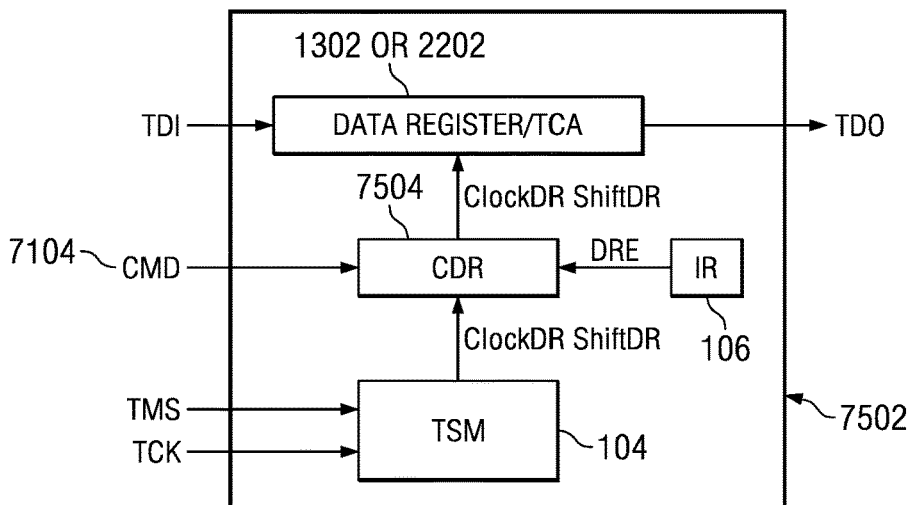 1302 OR 2202
TDI
DATA REGISTER/TCA
TDO
7504
ClockDR ShiftDR
7104
CMD
CDR
DRE
IR
ClockDR ShiftDR
106
TMS
TSM
7502
TCK
104